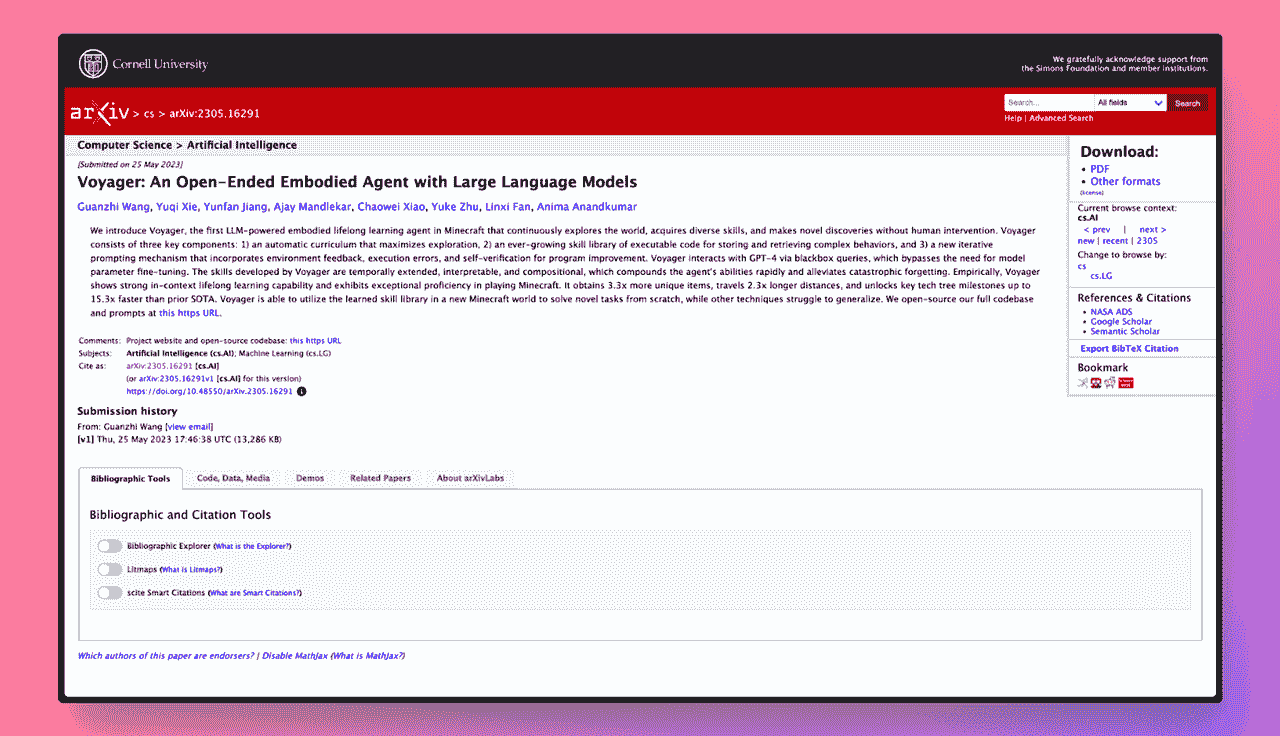 Cornell University
We gratefully acknowledge support from
the Simons Foundation and member institutions.
arXiv > cs > arXiv:2305.16291
Search...
All fields
Search
Help | Advanced Search
Computer Science > Artificial Intelligence
[Submitted on 25 May 2023]
Voyager: An Open-Ended Embodied Agent with Large Language Models
Guanzhi Wang, Yuqi Xie, Yunfan Jiang, Ajay Mandlekar, Chaowei Xiao, Yuke Zhu, Linxi Fan, Anima Anandkumar
We introduce Voyager, the first LLM-powered embodied lifelong learning agent in Minecraft that continuously explores the world, acquires diverse skills, and makes novel discoveries without human intervention. Voyager
consists of three key components: 1) an automatic curriculum that maximizes exploration, 2) an ever-growing skill library of executable code for storing and retrieving complex behaviors, and 3) a new iterative
prompting mechanism that incorporates environment feedback, execution errors, and self-verification for program improvement. Voyager interacts with GPT-4 via blackbox queries, which bypasses the need for model
parameter fine-tuning. The skills developed by Voyager are temporally extended, interpretable, and compositional, which compounds the agent's abilities rapidly and alleviates catastrophic forgetting. Empirically, Voyager
shows strong in-context lifelong learning capability and exhibits exceptional proficiency in playing Minecraft. It obtains 3.3x more unique items, travels 2.3x longer distances, and unlocks key tech tree milestones up to
15.3x faster than prior SOTA. Voyager is able to utilize the learned skill library in a new Minecraft world to solve novel tasks from scratch, while other techniques struggle to generalize. We open-source our full codebase
and prompts at this https URL.
Comments: Project website and open-source codebase: this https URL
Subjects: Artificial Intelligence (cs.AI); Machine Learning (cs.LG)
Cite as: arXiv:2305.16291 [cs.AI]
(or arXiv:2305.16291v1 [cs.AI] for this version)
https://doi.org/10.48550/arXiv.2305.16291
Submission history
From: Guanzhi Wang [view email]
[v1] Thu, 25 May 2023 17:46:38 UTC (13,286 KB)
Download:
PDF
Other formats
(license)
Current browse context:
cs.AI
< prev | next >
new | recent | 2305
Change to browse by:
cs
cs.LG
References & Citations
NASA ADS
Google Scholar
Semantic Scholar
Export BibTeX Citation
Bookmark
Bibliographic Tools
Code, Data, Media
Demos
Related Papers
About arXivLabs
Bibliographic and Citation Tools
Bibliographic Explorer (What is the Explorer?)
Litmaps (What is Litmaps?)
scite Smart Citations (What are Smart Citations?)
Which authors of this paper are endorsers? | Disable MathJax (What is MathJax?)